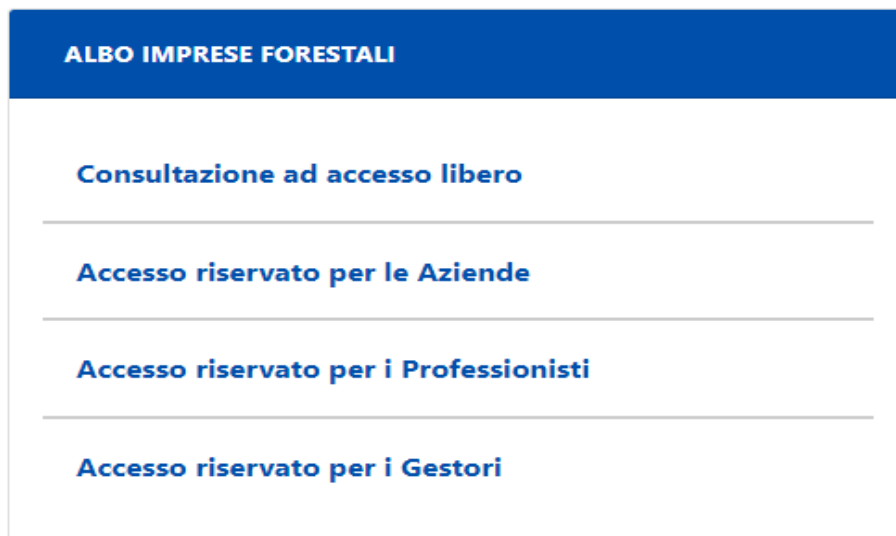 ALBO IMPRESE FORESTALI
Consultazione ad accesso libero
Accesso riservato per le Aziende
Accesso riservato per i Professionisti
Accesso riservato per i Gestori